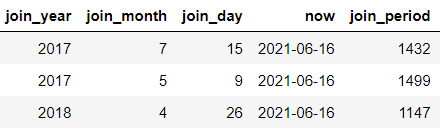 join_year join_month join_day now join_period
2017 7 15 2021-06-16 1432
2017 5 9 2021-06-16 1499
2018 4 26 2021-06-16 1147